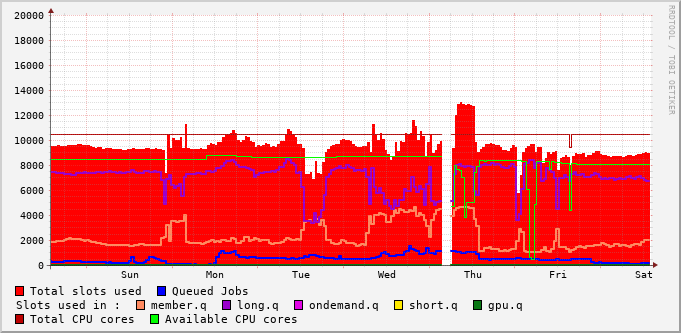 20000
18000
16000
14000
12000
10000
8000
6000
4000
2000
0
Sun Mon Tue Wed Thu Fri Sat
RRDTOOL / TOBI OETIKER
Total slots used Queued Jobs
Slots used in : member.q long.q ondemand.q short.q gpu.q
Total CPU cores Available CPU cores